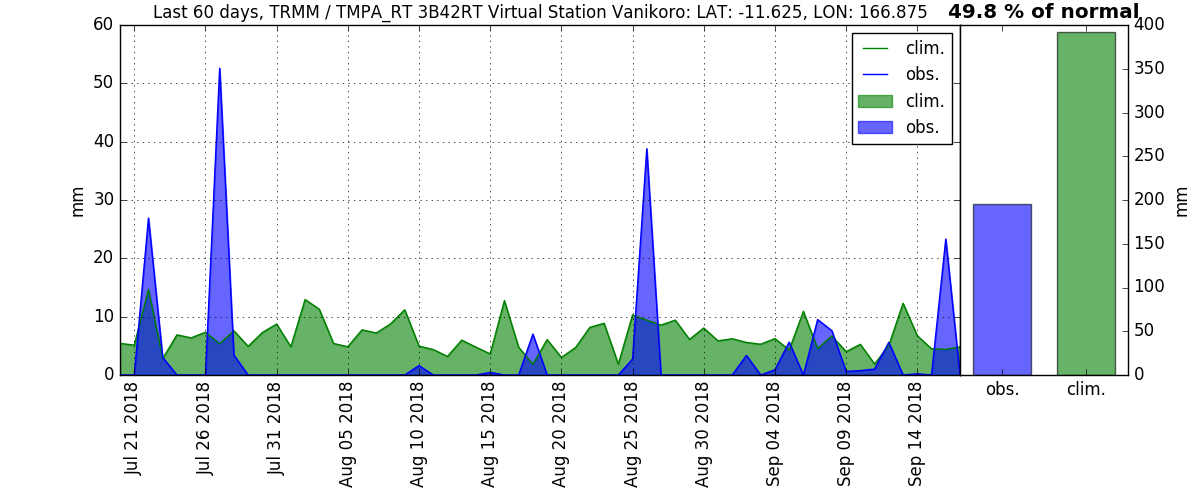 Last 60 days, TRMM / TMPA_RT 3B42RT Virtual Station Vanikoro: LAT: -11.625, LON: 166.875
49.8 % of normal
60
50
40
30
20
10
0
mm
clim.
obs.
clim.
obs.
400
350
300
250
200
150
100
50
0
mm
Jul 21 2018
Jul 26 2018
Jul 31 2018
Aug 05 2018
Aug 10 2018
Aug 15 2018
Aug 20 2018
Aug 25 2018
Aug 30 2018
Sep 04 2018
Sep 09 2018
Sep 14 2018
obs.
clim.